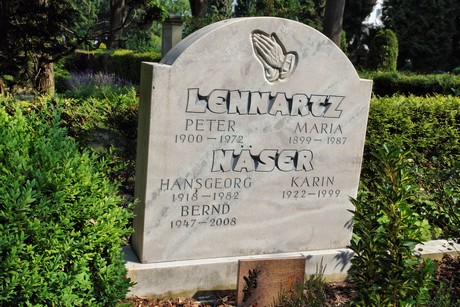 LENNARTZ
PETER MARIA
1900 - 1972 1899 - 1987
NÄSER
HANSGEORG KARIN
1918 - 1982 1922 - 1999
BERND
1947 - 2008